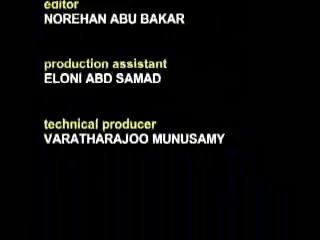 editor
NOREHAN ABU BAKAR
production assistant
ELONI ABD SAMAD
technical producer
VARATHARAJOO MUNUSAMY